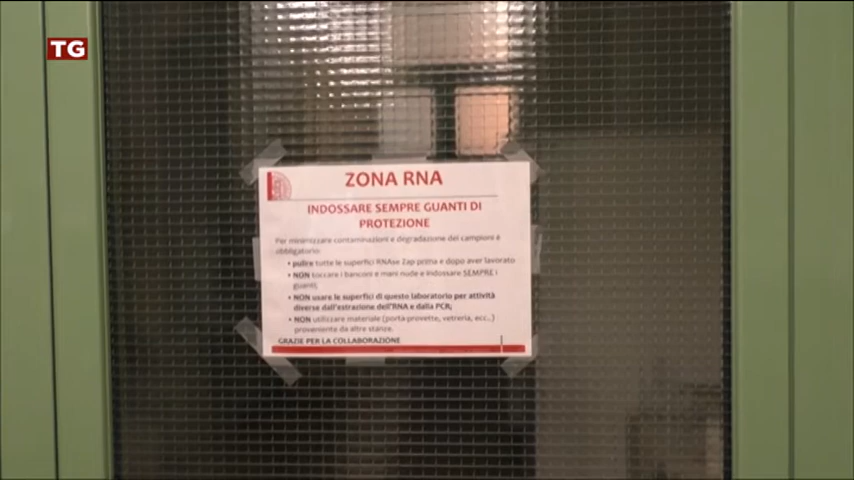 TG
ZONA RNA
INDOSSARE SEMPRE GUANTI DI
PROTEZIONE
Per minimizzare contaminazioni e degradazione dei campioni è
obbligatorio:
• pulire tutte le superfici RNAse Zap prima e dopo aver lavorato
• NON toccare i banconi e mani nude e indossare SEMPRE i
guanti,
• NON usare le superfici di questo laboratorio per attività
diverse dall'estrazione dell'RNA e dalla PCR;
• NON utilizzare materiale (porta provette, vetreria, ecc..)
proveniente da altre stanze.
GRAZIE PER LA COLLABORAZIONE